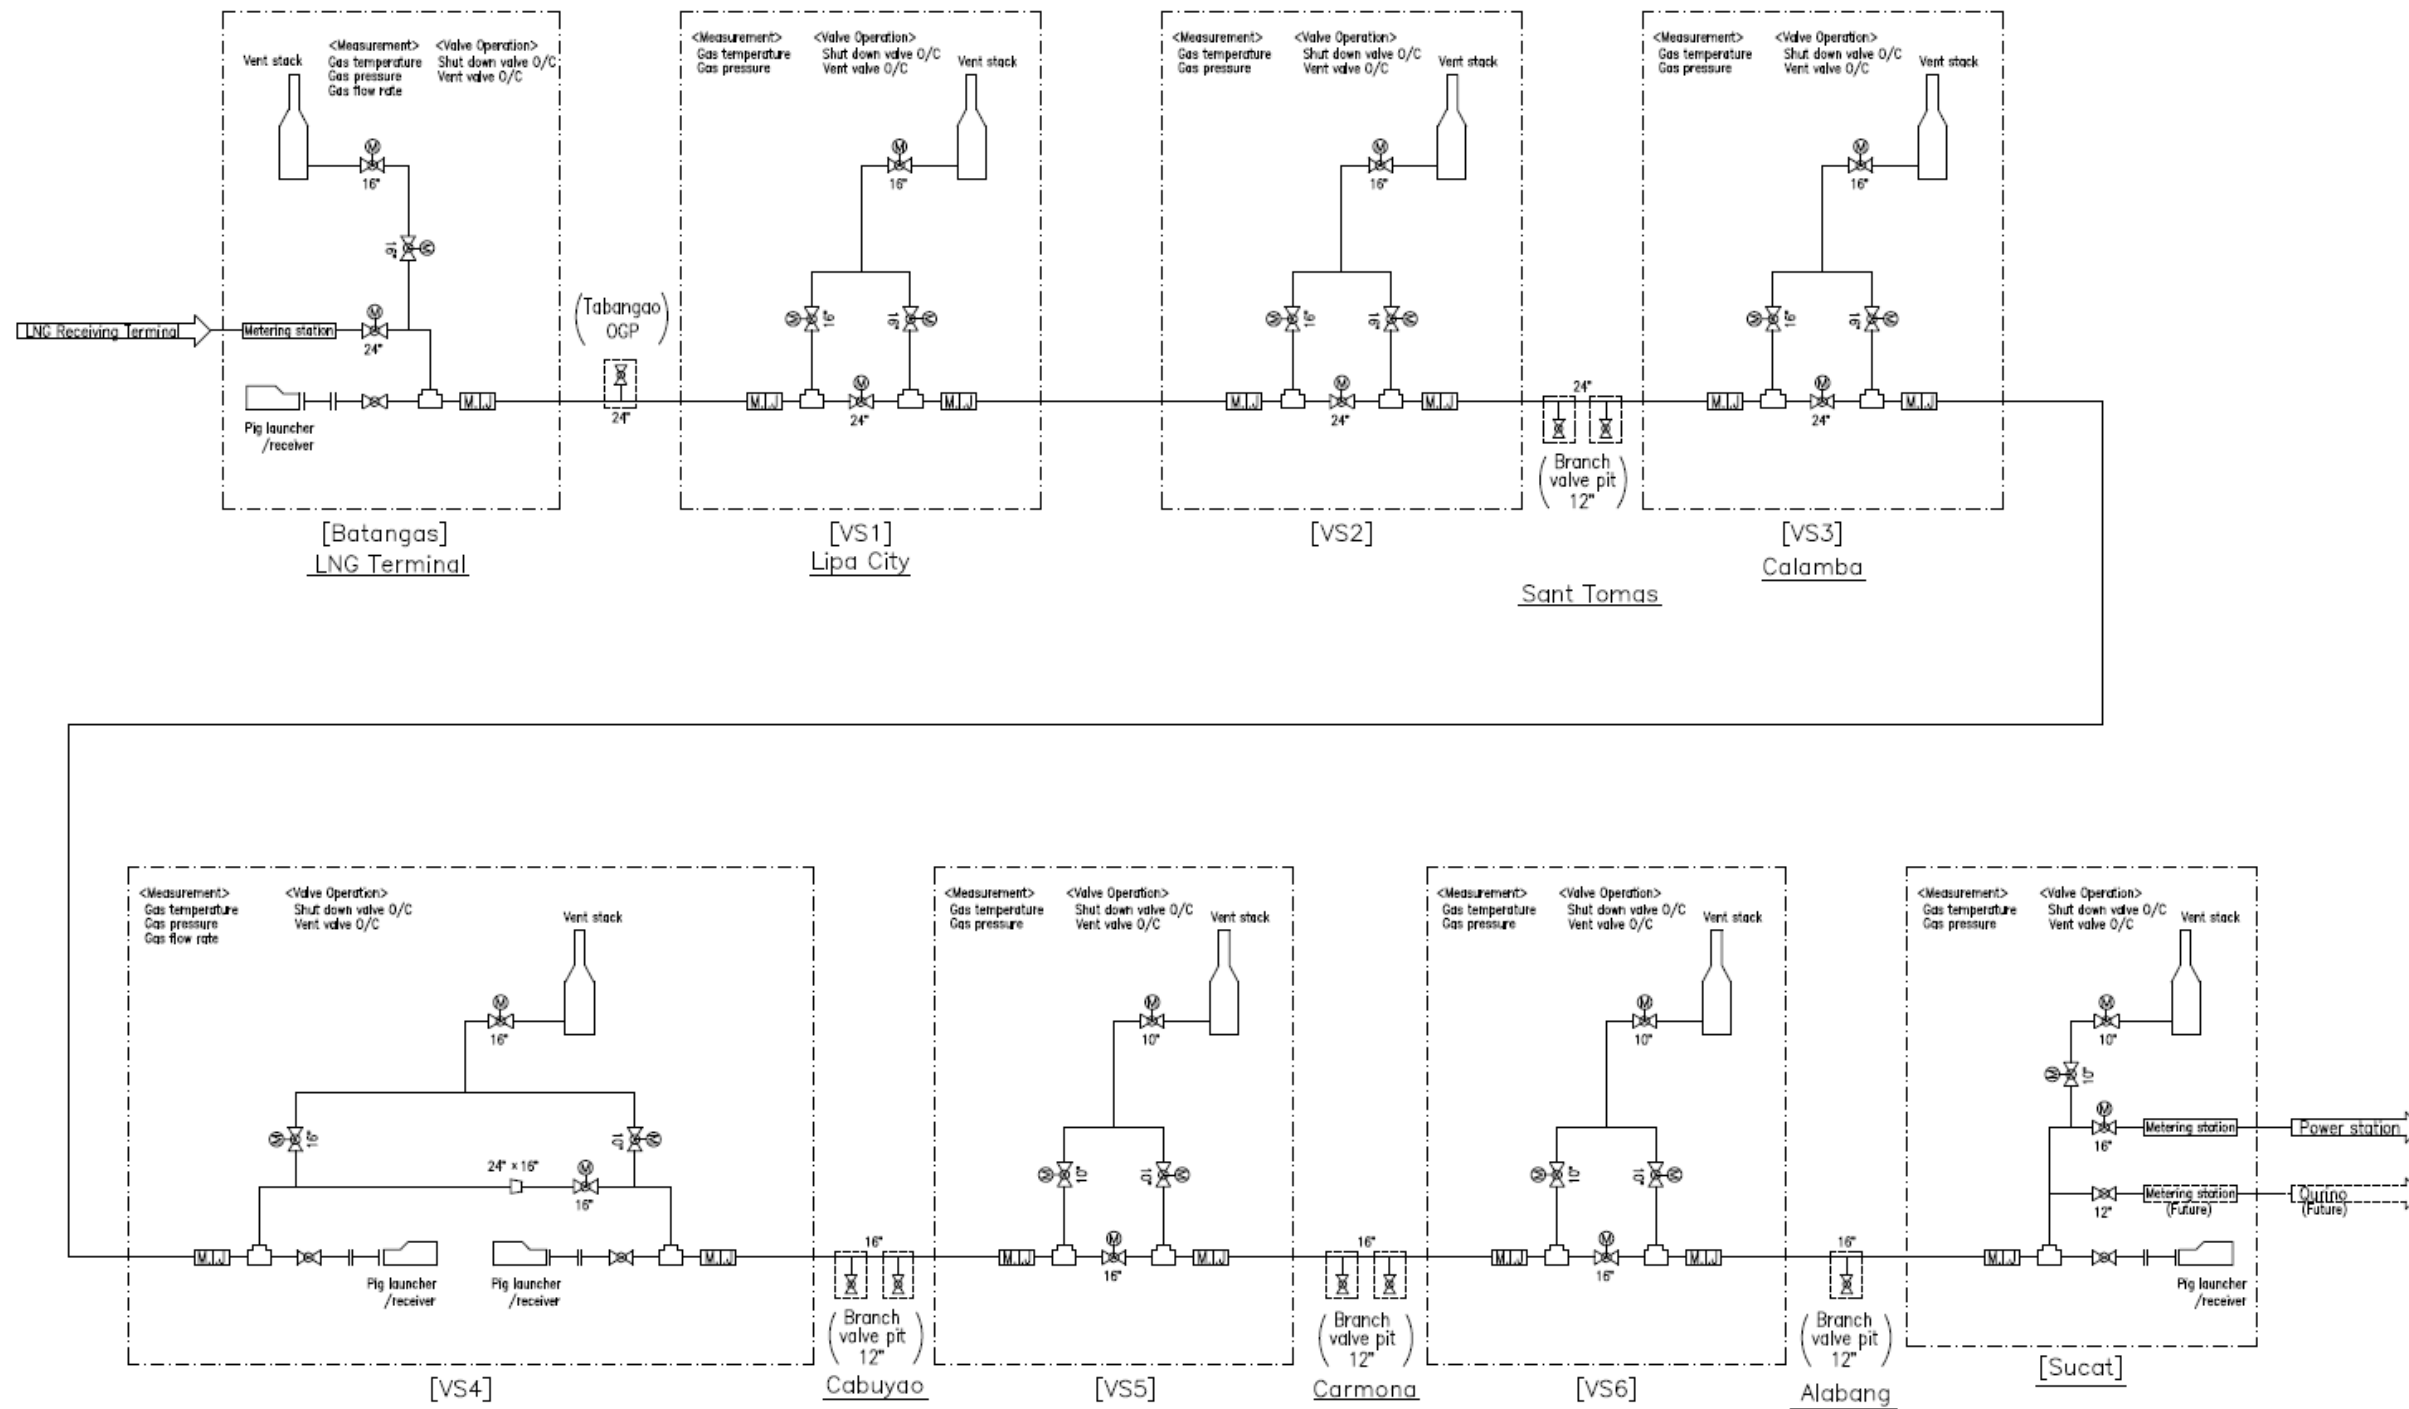 Vent stack
<Measurement>
Gas temperature
Gas pressure
Gas flow rate
<Valve Operation>
Shut down valve O/C
Vent valve O/C
M
16"
16"
M
LNG Receiving Terminal
Metering station
M
24"
Pig launcher
/receiver
M.I.J
[Batangas]
LNG Terminal
(Tabangao
OGP)
24"
<Measurement>
Gas temperature
Gas pressure
<Valve Operation>
Shut down valve O/C
Vent valve O/C
Vent stack
M
16"
M
16"
16"
M
M.I.J
M
24"
M.I.J
[VS1]
Lipa City
<Measurement>
Gas temperature
Gas pressure
<Valve Operation>
Shut down valve O/C
Vent valve O/C
Vent stack
M
16"
M
16"
16"
M
M.I.J
M
24"
M.I.J
[VS2]
24"
(Branch
valve pit
12")
Sant Tomas
<Measurement>
Gas temperature
Gas pressure
<Valve Operation>
Shut down valve O/C
Vent valve O/C
Vent stack
M
16"
M
16"
16"
M
M.I.J
M
24"
M.I.J
[VS3]
Calamba
<Measurement>
Gas temperature
Gas pressure
Gas flow rate
<Valve Operation>
Shut down valve O/C
Vent valve O/C
Vent stack
M
16"
M
16"
10"
M
24" × 16"
M
16"
M.I.J
Pig launcher
/receiver
Pig launcher
/receiver
M.I.J
[VS4]
16"
(Branch
valve pit
12")
Cabuyao
<Measurement>
Gas temperature
Gas pressure
<Valve Operation>
Shut down valve O/C
Vent valve O/C
Vent stack
M
10"
M
10"
10"
M
M.I.J
M
16"
M.I.J
[VS5]
16"
(Branch
valve pit
12")
Carmona
<Measurement>
Gas temperature
Gas pressure
<Valve Operation>
Shut down valve O/C
Vent valve O/C
Vent stack
M
10"
M
10"
10"
M
M.I.J
M
16"
M.I.J
[VS6]
16"
(Branch
valve pit
12")
Alabang
<Measurement>
Gas temperature
Gas pressure
<Valve Operation>
Shut down valve O/C
Vent valve O/C
Vent stack
M
10"
M
10"
M
16"
Metering station
Power station
12"
Metering station
(Future)
Qurino
(Future)
M.I.J
Pig launcher
/receiver
[Sucat]